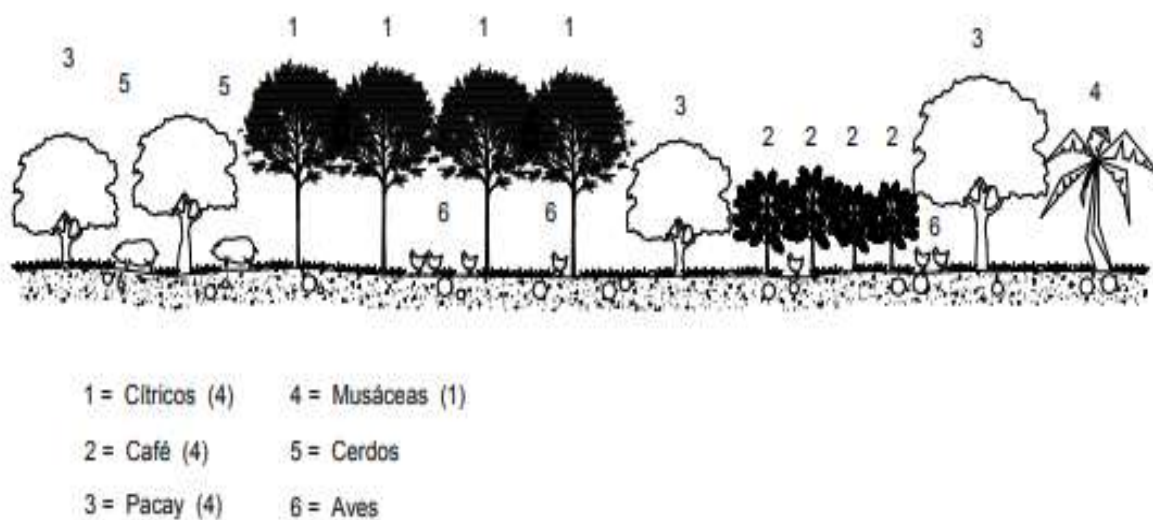 1 1 1 1
3 3
5 5
4
3
2 2 2 2
6 6 6
1 = Cítricos (4) 4 = Musáceas (1)
2 = Café (4) 5 = Cerdos
3 = Pacay (4) 6 = Aves